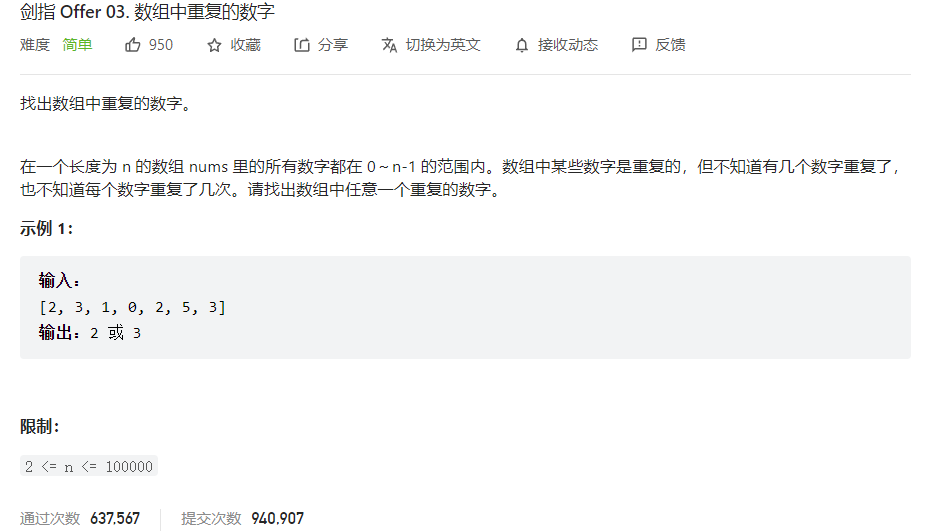 剑指 Offer 03. 数组中重复的数字
难度 简单 950 收藏 分享 切换为英文 接收动态 反馈
找出数组中重复的数字。
在一个长度为 n 的数组 nums 里的所有数字都在 0～n-1 的范围内。数组中某些数字是重复的，但不知道有几个数字重复了，
也不知道每个数字重复了几次。请找出数组中任意一个重复的数字。
示例 1：
输入：
[2, 3, 1, 0, 2, 5, 3]
输出：2 或 3
限制：
2 <= n <= 100000
通过次数 637,567 提交次数 940,907